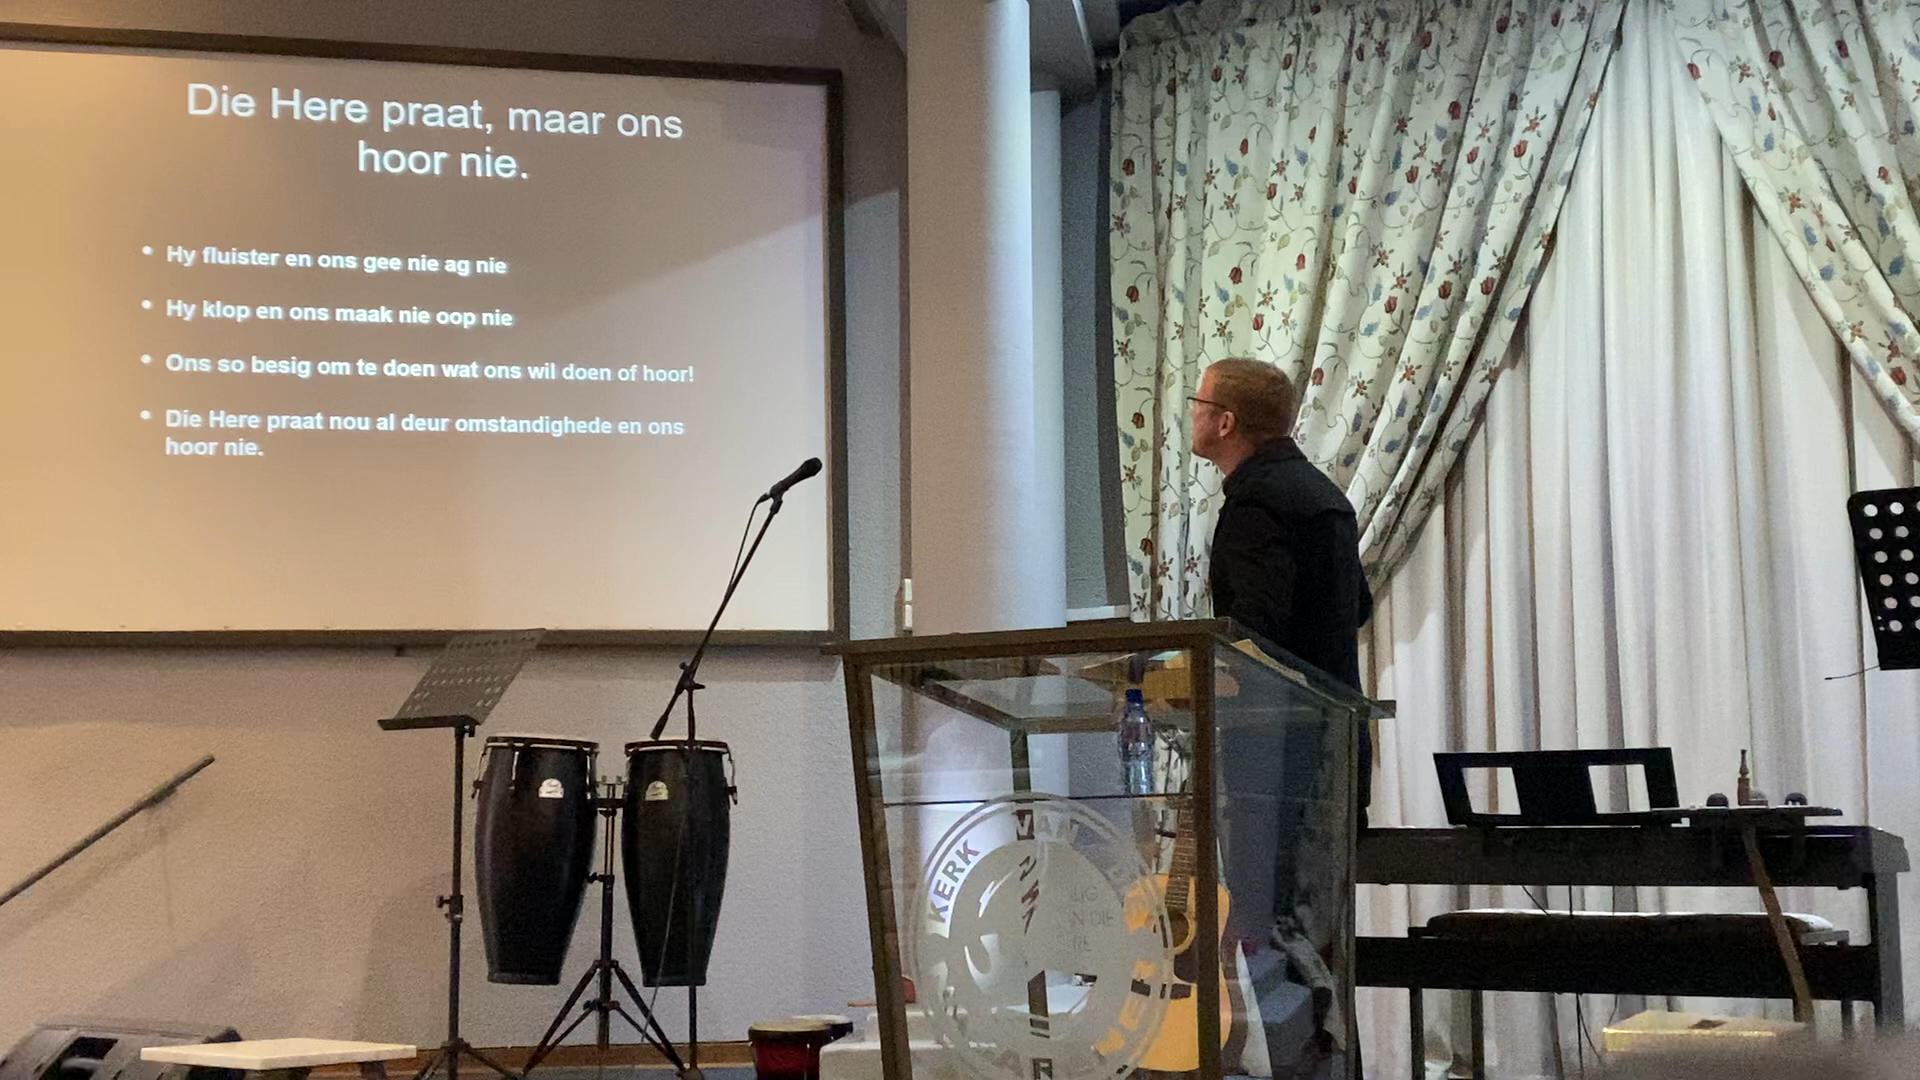 Die Here praat, maar ons
hoor nie.
• Hy fluister en ons gee nie ag nie
• Hy klop en ons maak nie oop nie
• Ons so besig om te doen wat ons wil doen of hoor!
• Die Here praat nou al deur omstandighede en ons
hoor nie.
KERK VAN